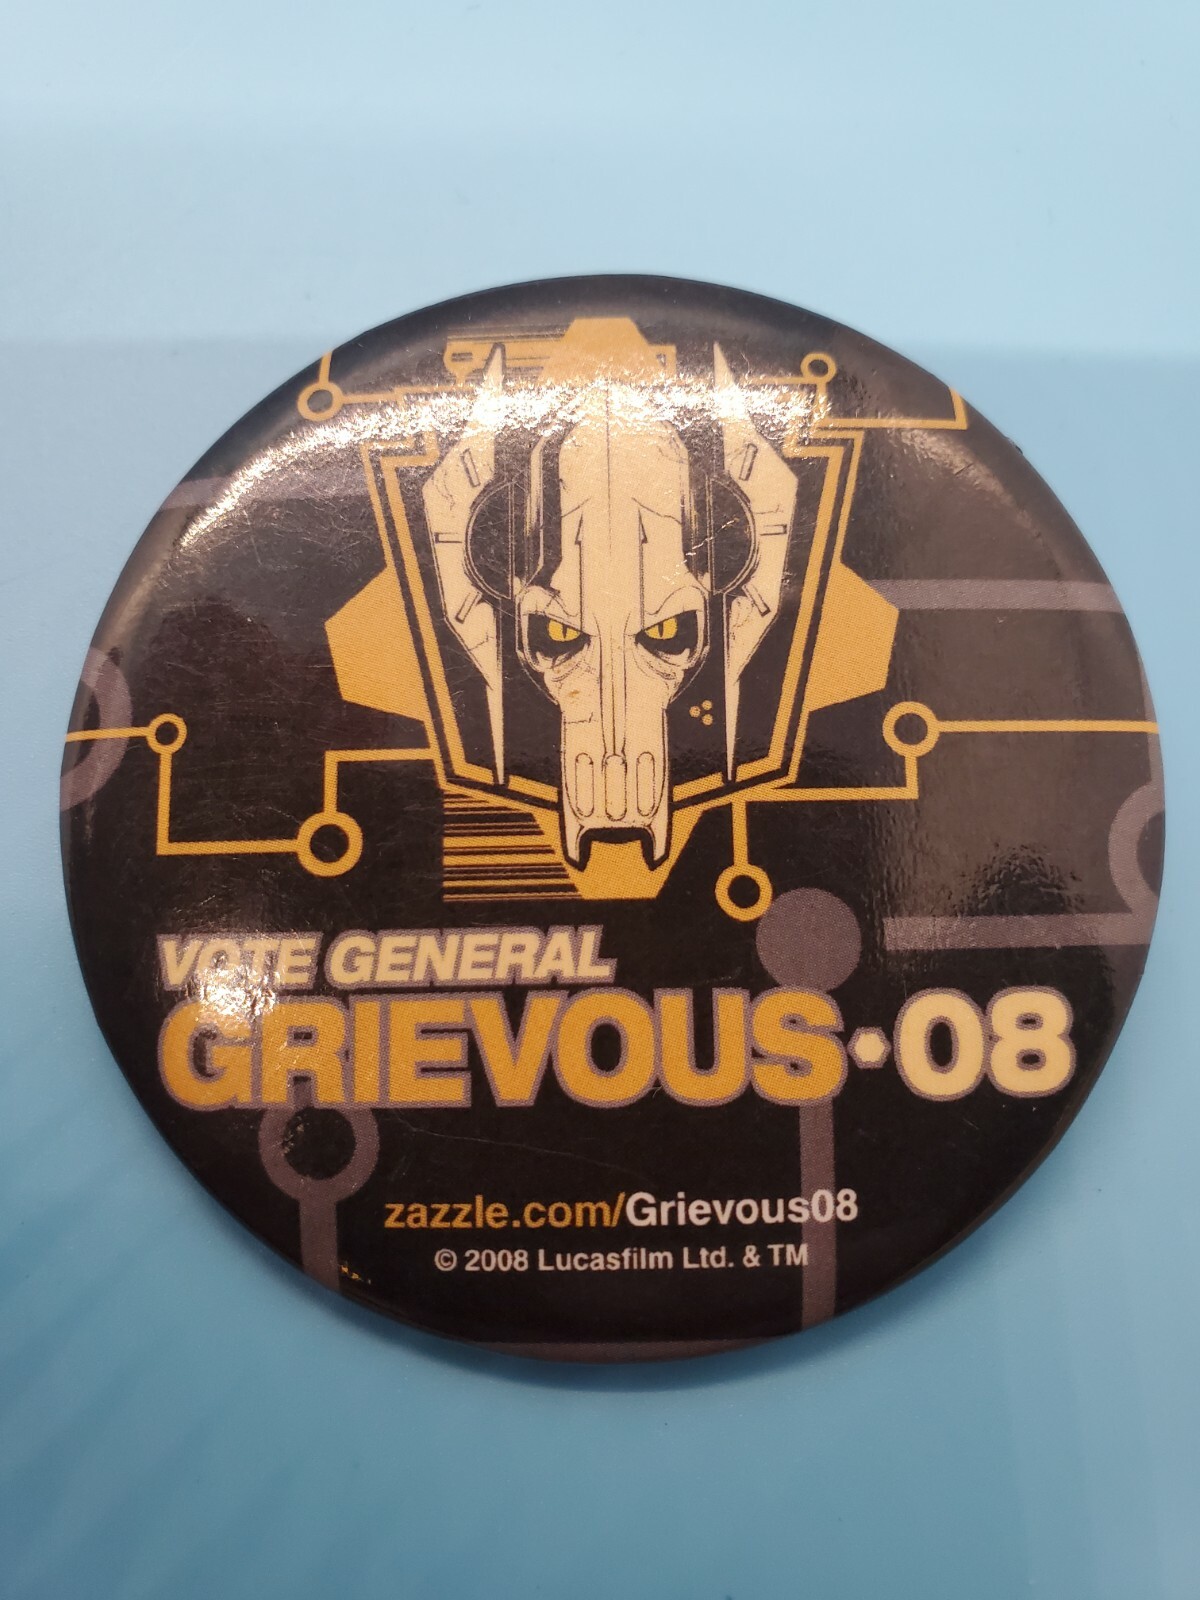 VOTE GENERAL
GRIEVOUS•08
zazzle.com/Grievous08
© 2008 Lucasfilm Ltd. & TM